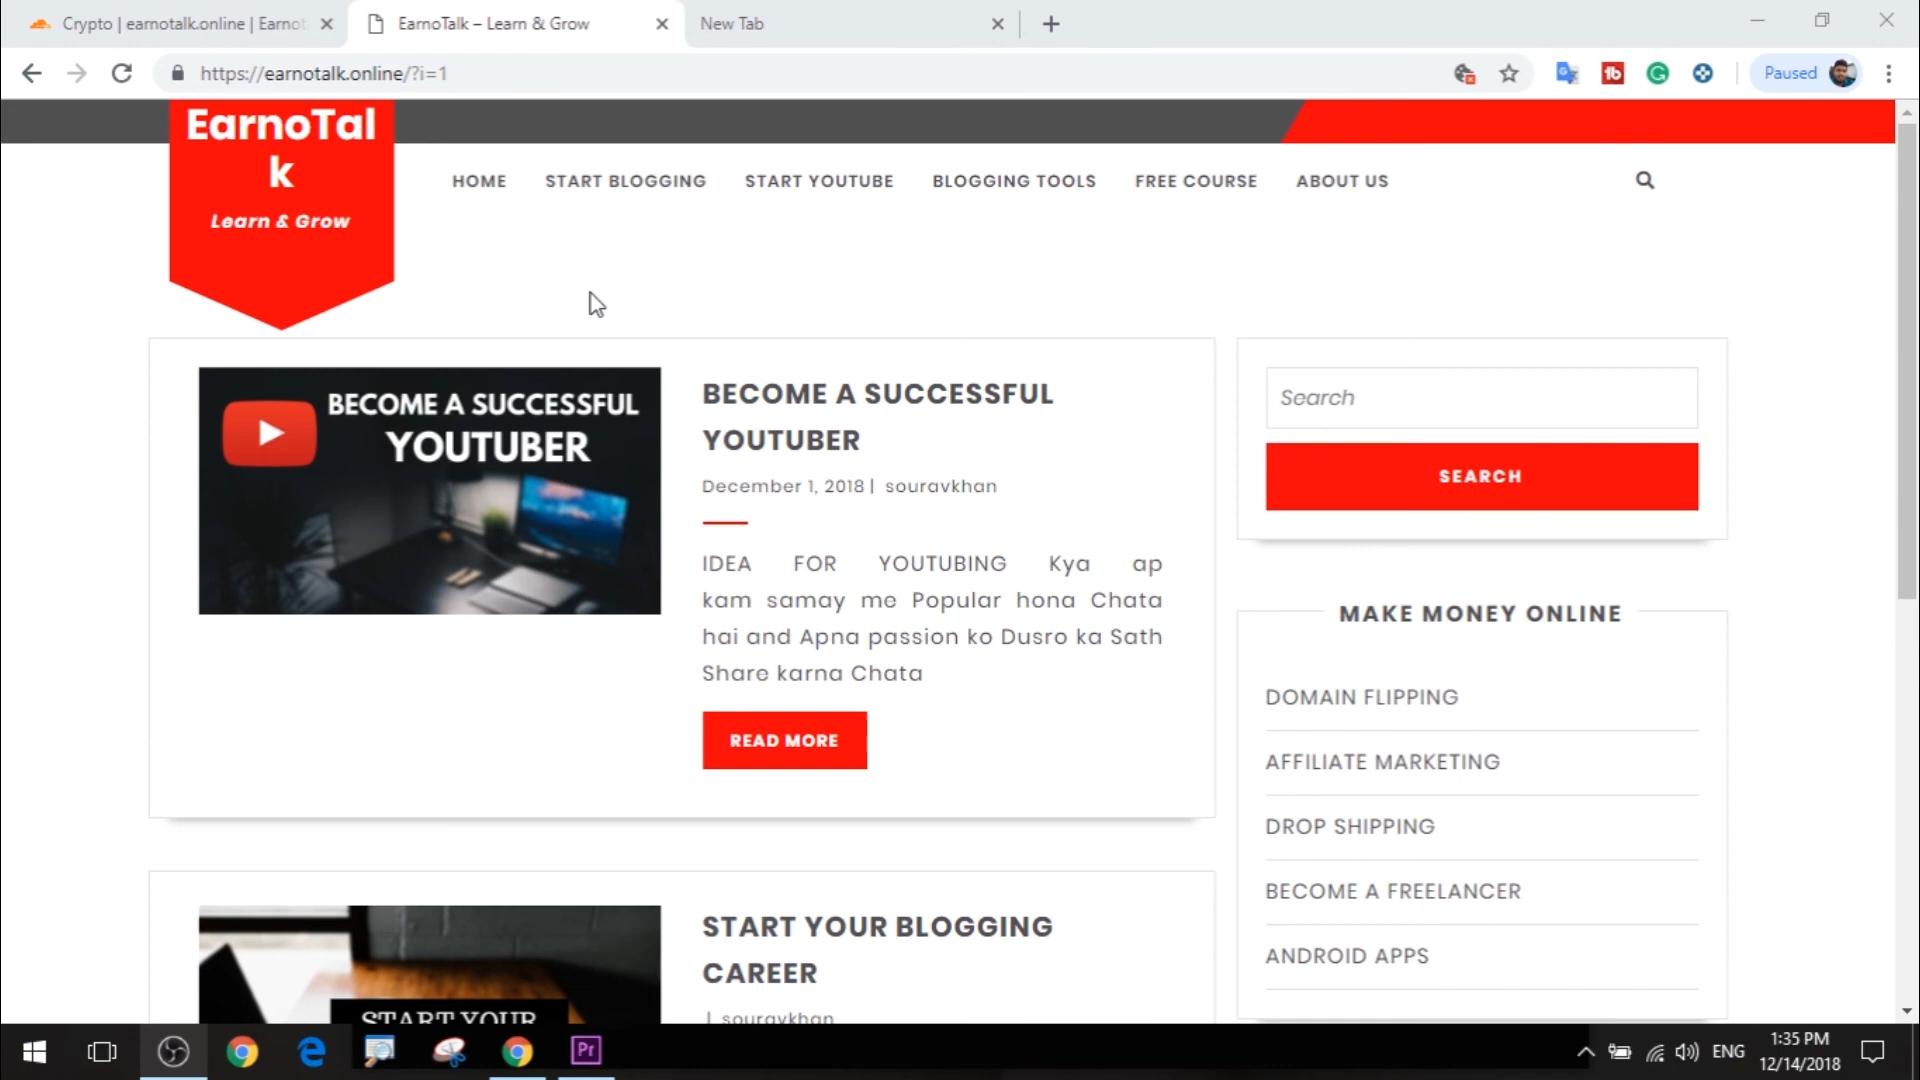 Crypto | earnotalk.online | Earnot
EarnoTalk – Learn & Grow
New Tab
https://earnotalk.online/?i=1
Paused
EarnoTal
k
Learn & Grow
HOME
START BLOGGING
START YOUTUBE
BLOGGING TOOLS
FREE COURSE
ABOUT US
BECOME A SUCCESSFUL
YOUTUBER
BECOME A SUCCESSFUL
YOUTUBER
December 1, 2018 | souravkhan
IDEA FOR YOUTUBING Kya ap
kam samay me Popular hona Chata
hai and Apna passion ko Dusro ka Sath
Share karna Chata
READ MORE
START YOUR
START YOUR BLOGGING
CAREER
| souravkhan
Search
SEARCH
MAKE MONEY ONLINE
DOMAIN FLIPPING
AFFILIATE MARKETING
DROP SHIPPING
BECOME A FREELANCER
ANDROID APPS
Pr
ENG
1:35 PM
12/14/2018